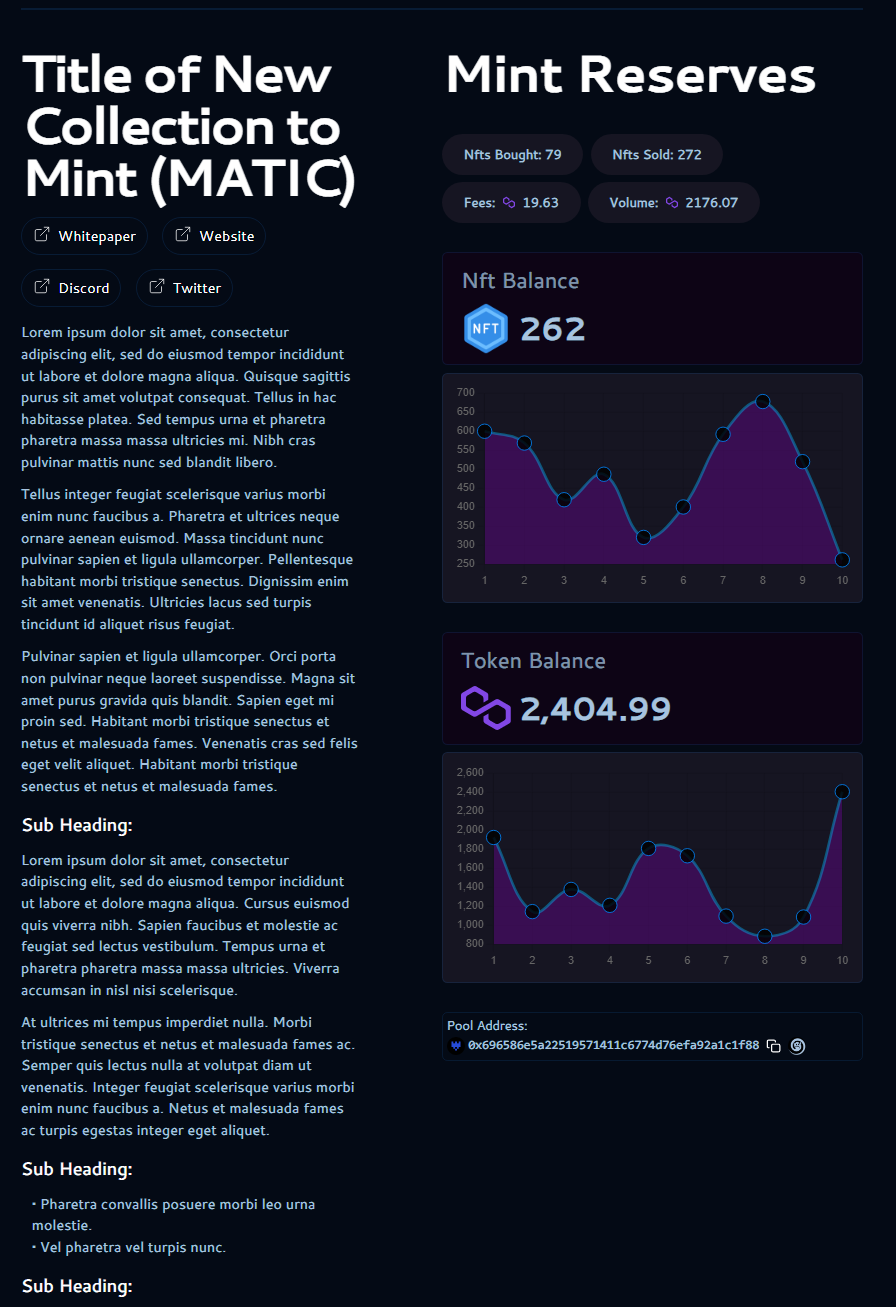 Title of New
Collection to
Mint (MATIC)
Whitepaper
Website
Discord
Twitter
Lorem ipsum dolor sit amet, consectetur
adipiscing elit, sed do eiusmod tempor incididunt
ut labore et dolore magna aliqua. Quisque sagittis
purus sit amet volutpat consequat. Tellus in hac
habitasse platea. Sed tempus urna et pharetra
pharetra massa massa ultricies mi. Nibh cras
pulvinar mattis nunc sed blandit libero.
Tellus integer feugiat scelerisque varius morbi
enim nunc faucibus a. Pharetra et ultrices neque
ornare aenean euismod. Massa tincidunt nunc
pulvinar sapien et ligula ullamcorper. Pellentesque
habitant morbi tristique senectus. Dignissim enim
sit amet venenatis. Ultricies lacus sed turpis
tincidunt id aliquet risus feugiat.
Pulvinar sapien et ligula ullamcorper. Orci porta
non pulvinar neque laoreet suspendisse. Magna sit
amet purus gravida quis blandit. Sapien eget mi
proin sed. Habitant morbi tristique senectus et
netus et malesuada fames. Venenatis cras sed felis
eget velit aliquet. Habitant morbi tristique
senectus et netus et malesuada fames.
Sub Heading:
Lorem ipsum dolor sit amet, consectetur
adipiscing elit, sed do eiusmod tempor incididunt
ut labore et dolore magna aliqua. Cursus euismod
quis viverra nibh. Sapien faucibus et molestie ac
feugiat sed lectus vestibulum. Tempus urna et
pharetra pharetra massa massa ultricies. Viverra
accumsan in nisl nisi scelerisque.
At ultrices mi tempus imperdiet nulla. Morbi
tristique senectus et netus et malesuada fames ac.
Semper quis lectus nulla at volutpat diam ut
venenatis. Integer feugiat scelerisque varius morbi
enim nunc faucibus a. Netus et malesuada fames
ac turpis egestas integer eget aliquet.
Sub Heading:
• Pharetra convallis posuere morbi leo urna
molestie.
• Vel pharetra vel turpis nunc.
Sub Heading:
Mint Reserves
Nfts Bought: 79
Nfts Sold: 272
Fees: 19.63
Volume: 2176.07
Nft Balance
NFT 262
700
650
600
550
500
450
400
350
300
250
1 2 3 4 5 6 7 8 9 10
Token Balance
2,404.99
2,600
2,400
2,200
2,000
1,800
1,600
1,400
1,200
1,000
800
1 2 3 4 5 6 7 8 9 10
Pool Address:
0x696586e5a22519571411c6774d76efa92a1c1f88